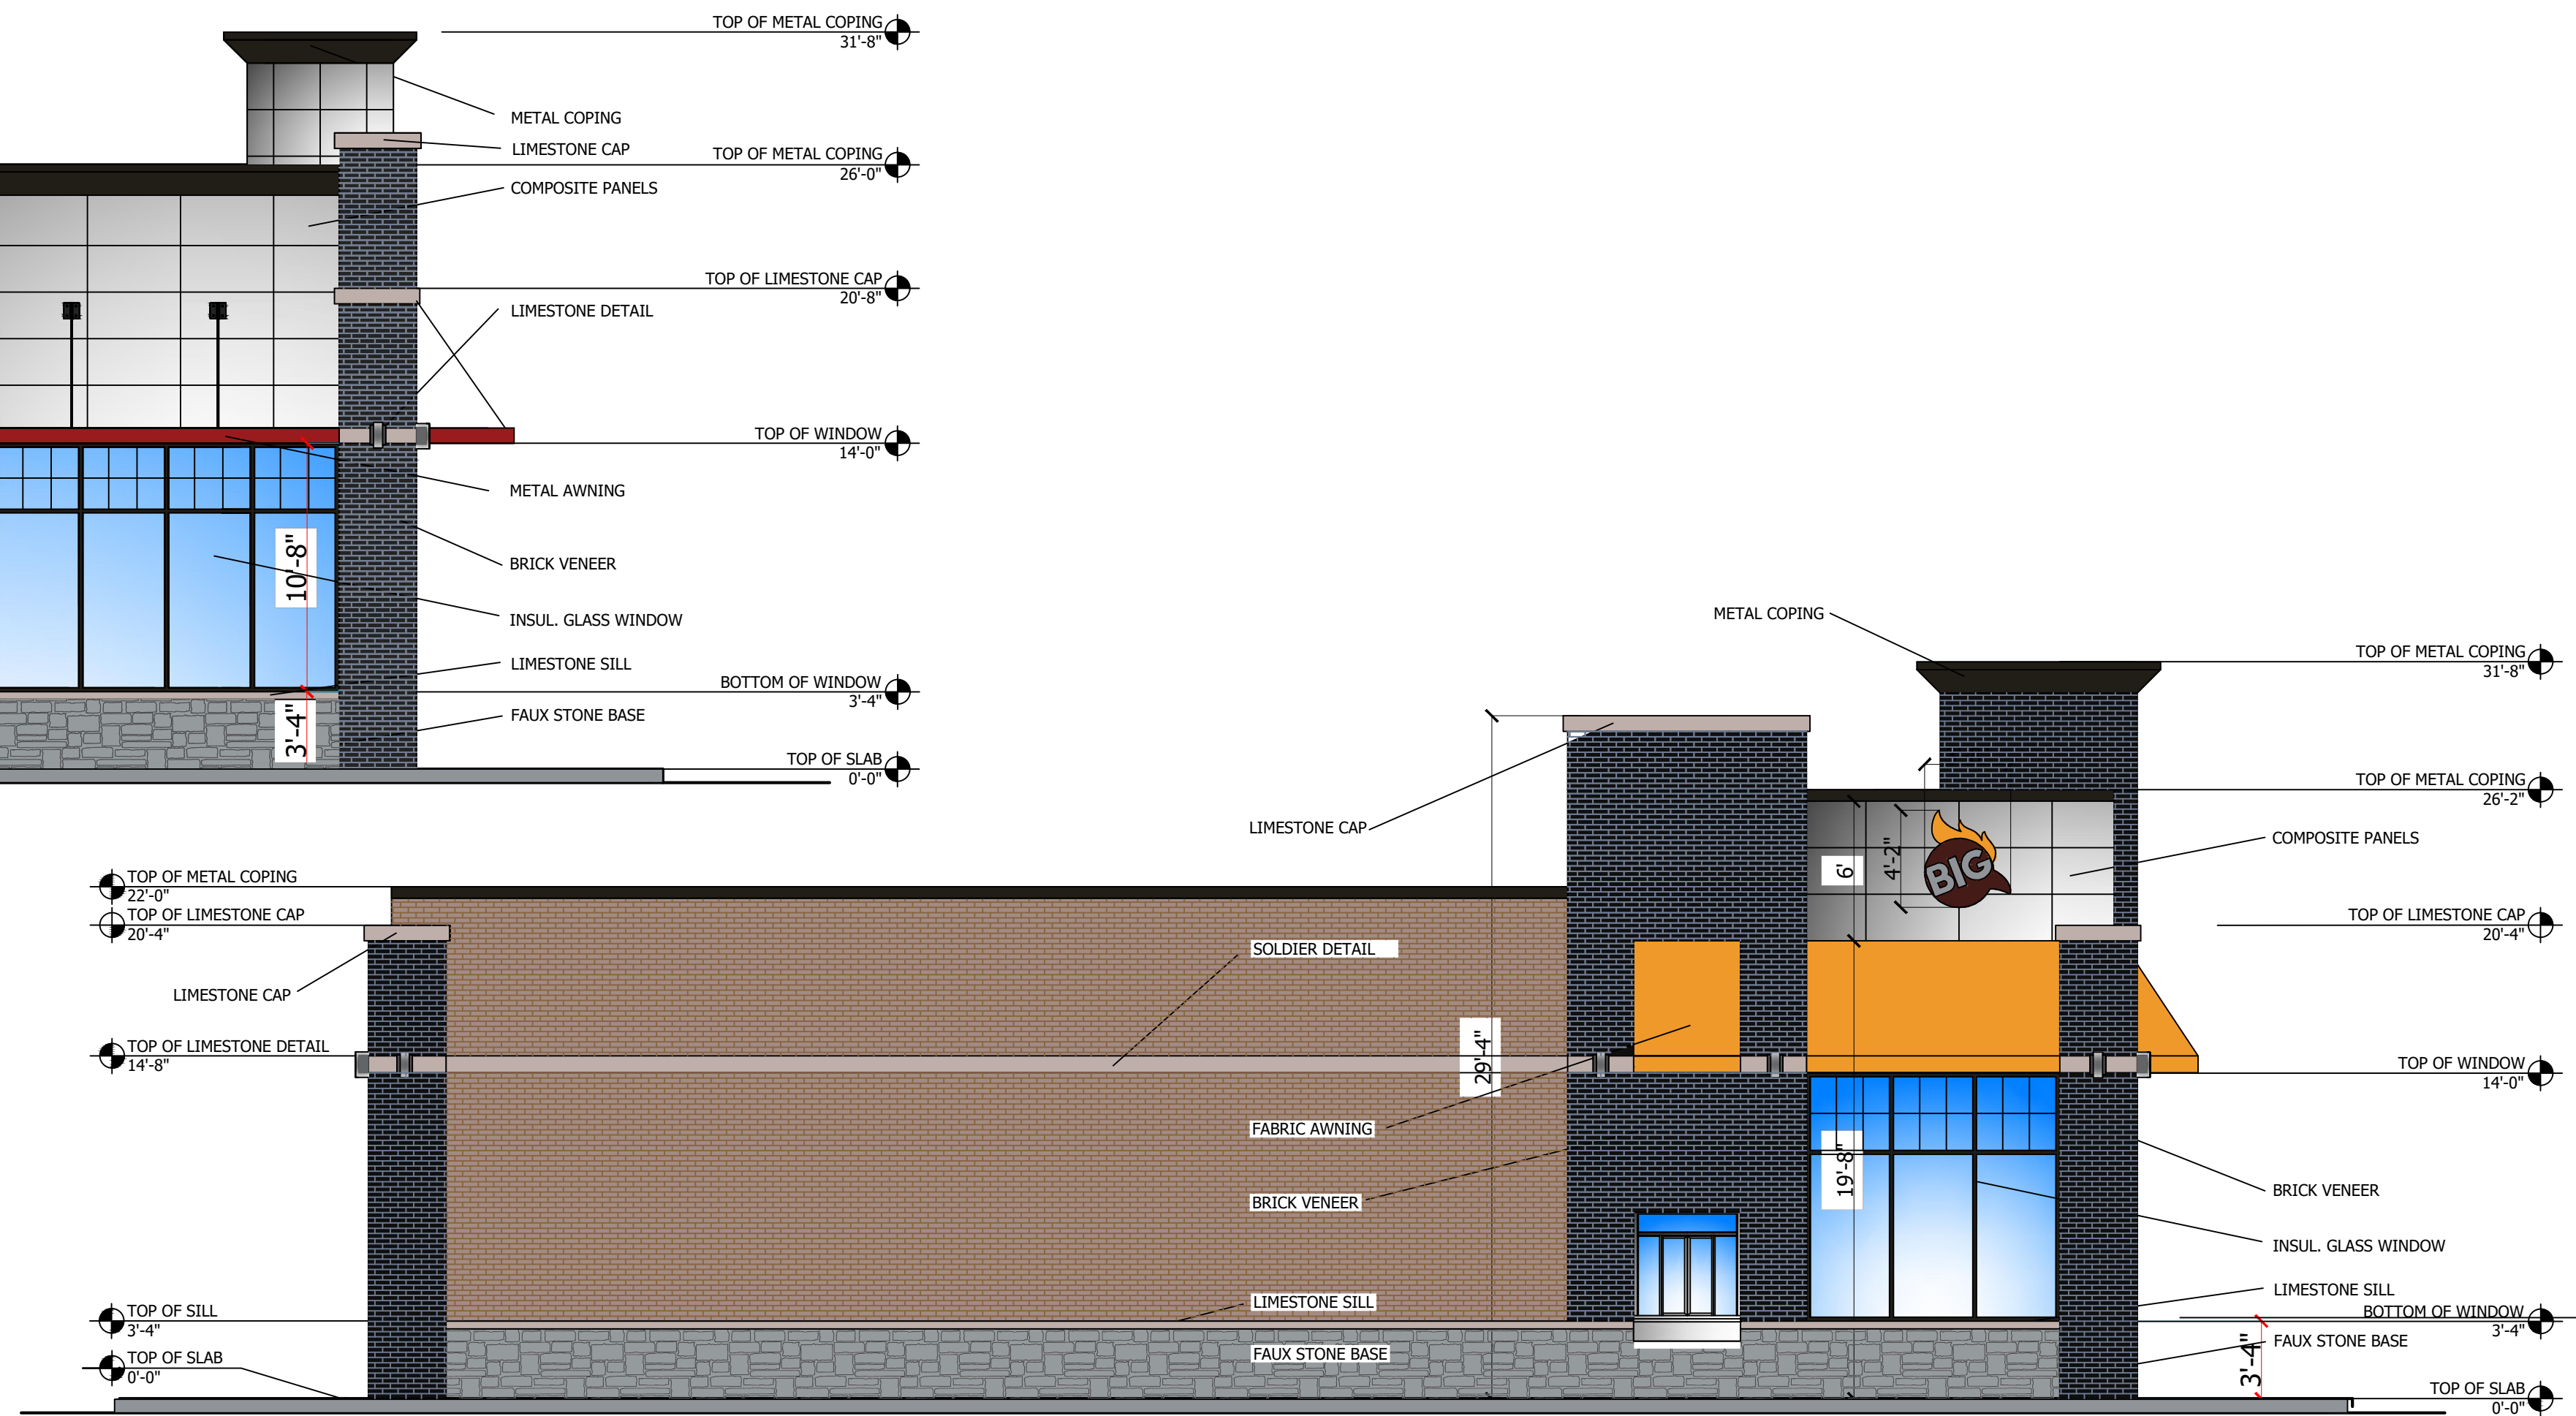 TOP OF METAL COPING
31'-8"
METAL COPING
LIMESTONE CAP
TOP OF METAL COPING
26'-0"
COMPOSITE PANELS
TOP OF LIMESTONE CAP
20'-8"
LIMESTONE DETAIL
TOP OF WINDOW
14'-0"
METAL AWNING
10'-8"
BRICK VENEER
INSUL. GLASS WINDOW
LIMESTONE SILL
BOTTOM OF WINDOW
3'-4"
FAUX STONE BASE
3'-4"
TOP OF SLAB
0'-0"
METAL COPING
TOP OF METAL COPING
31'-8"
TOP OF METAL COPING
26'-2"
LIMESTONE CAP
COMPOSITE PANELS
6'
4'-2"
BIG
TOP OF METAL COPING
22'-0"
TOP OF LIMESTONE CAP
20'-4"
TOP OF LIMESTONE CAP
20'-4"
SOLDIER DETAIL
LIMESTONE CAP
TOP OF LIMESTONE DETAIL
14'-8"
29'-4"
TOP OF WINDOW
14'-0"
FABRIC AWNING
19'-8"
BRICK VENEER
BRICK VENEER
INSUL. GLASS WINDOW
LIMESTONE SILL
LIMESTONE SILL
TOP OF SILL
3'-4"
BOTTOM OF WINDOW
3'-4"
FAUX STONE BASE
FAUX STONE BASE
3'-4"
TOP OF SLAB
0'-0"
TOP OF SLAB
0'-0"